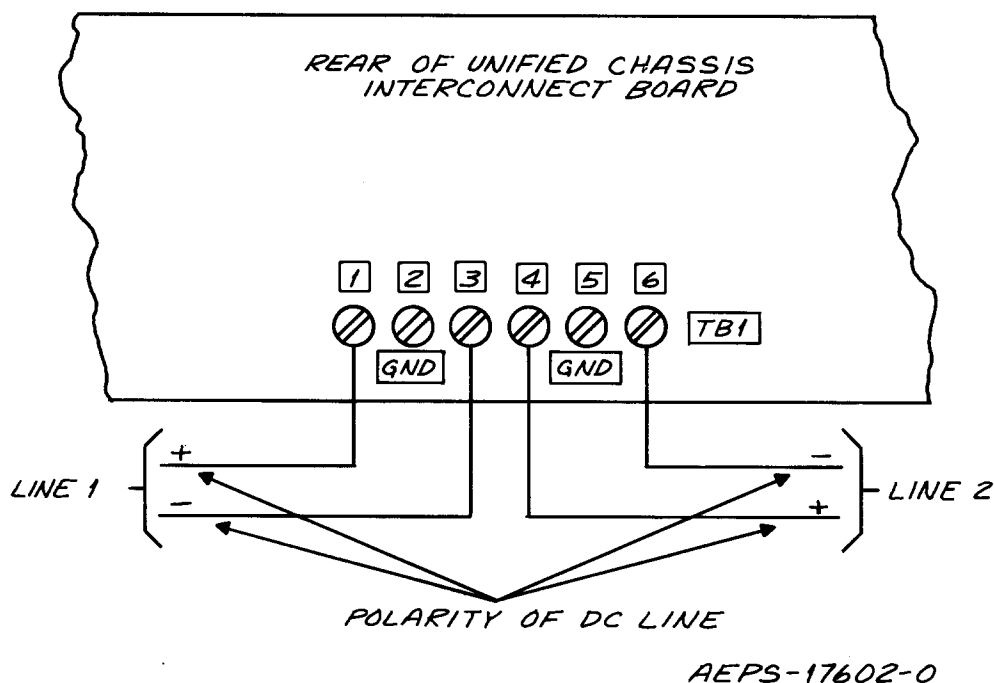 REAR OF UNIFIED CHASSIS
INTERCONNECT BOARD
1 2 3 4 5 6
TB1
GND GND
+ -
LINE 1 LINE 2
- +
POLARITY OF DC LINE
AEPS-17602-0